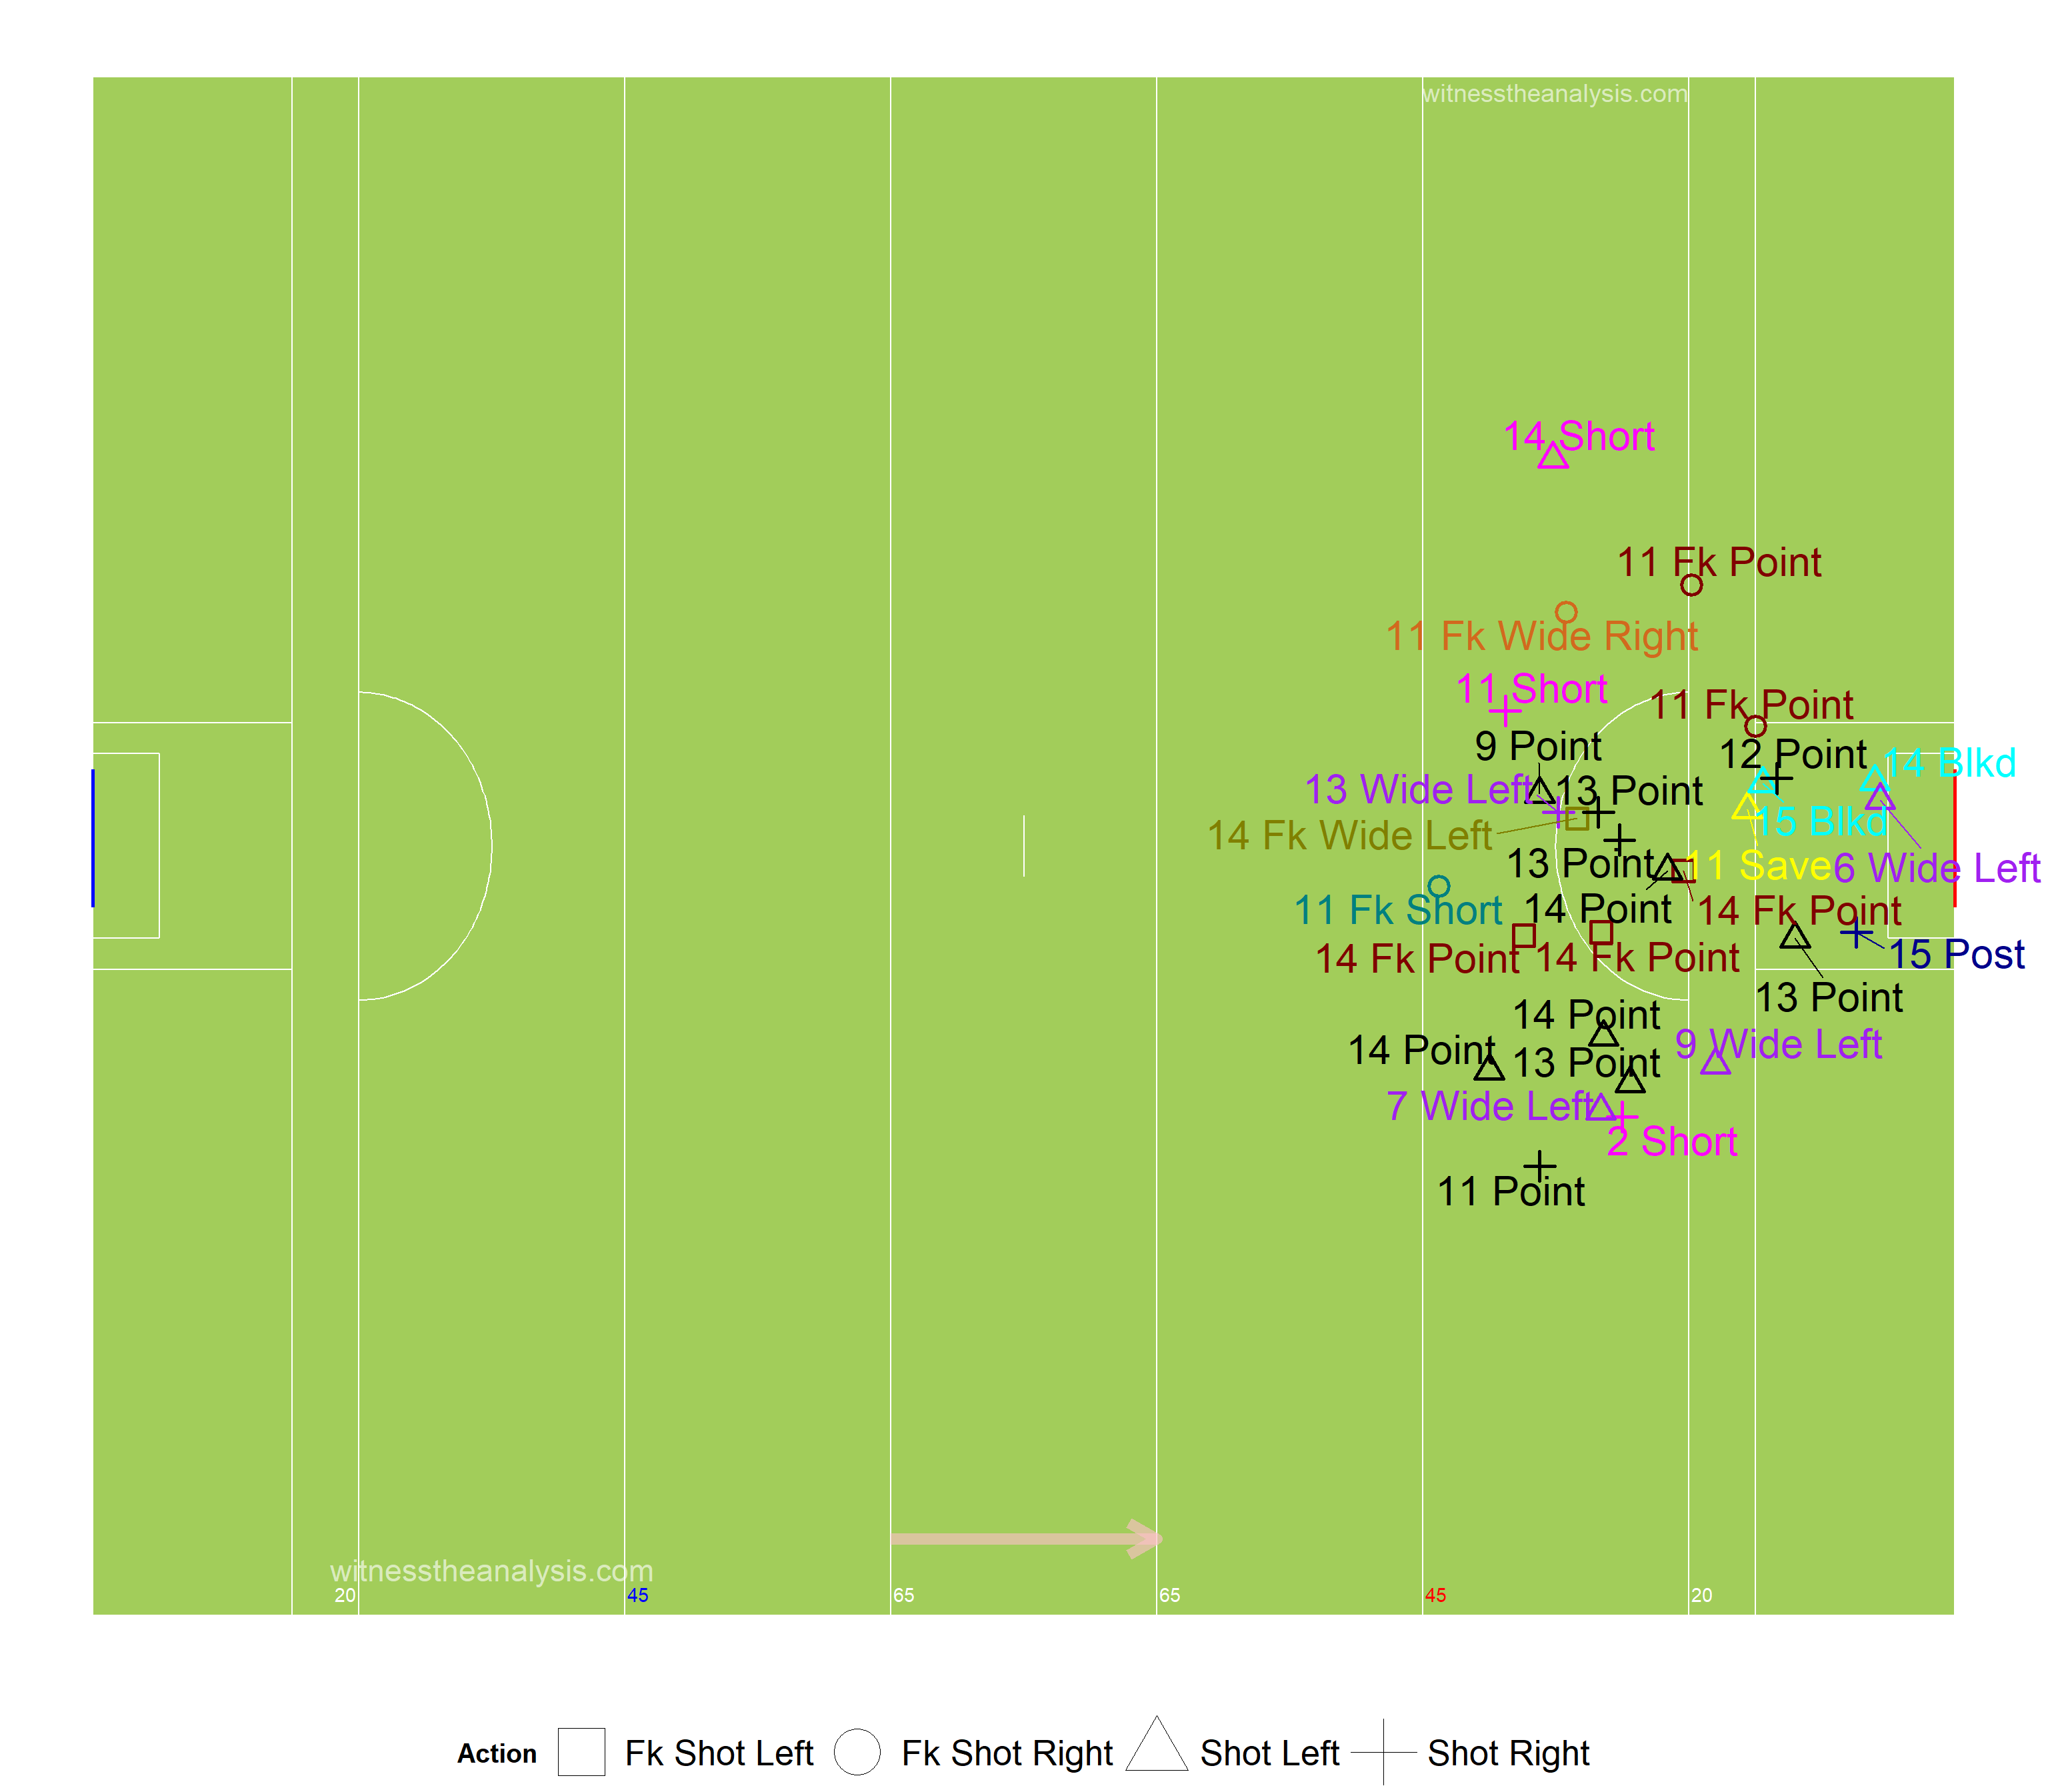 witnesstheanalysis.com
14 Short
11 Fk Point
11 Fk Wide Right
11 Short
11 Fk Point
9 Point
12 Point
14 Blkd
13 Wide Left
13 Point
15 Blkd
14 Fk Wide Left
13 Point
11 Save
6 Wide Left
11 Fk Short
14 Point
14 Fk Point
14 Fk Point
14 Fk Point
15 Post
13 Point
14 Point
14 Point
13 Point
9 Wide Left
7 Wide Left
2 Short
11 Point
witnesstheanalysis.com
20 45 65 65 45 20
Action Fk Shot Left Fk Shot Right Shot Left Shot Right